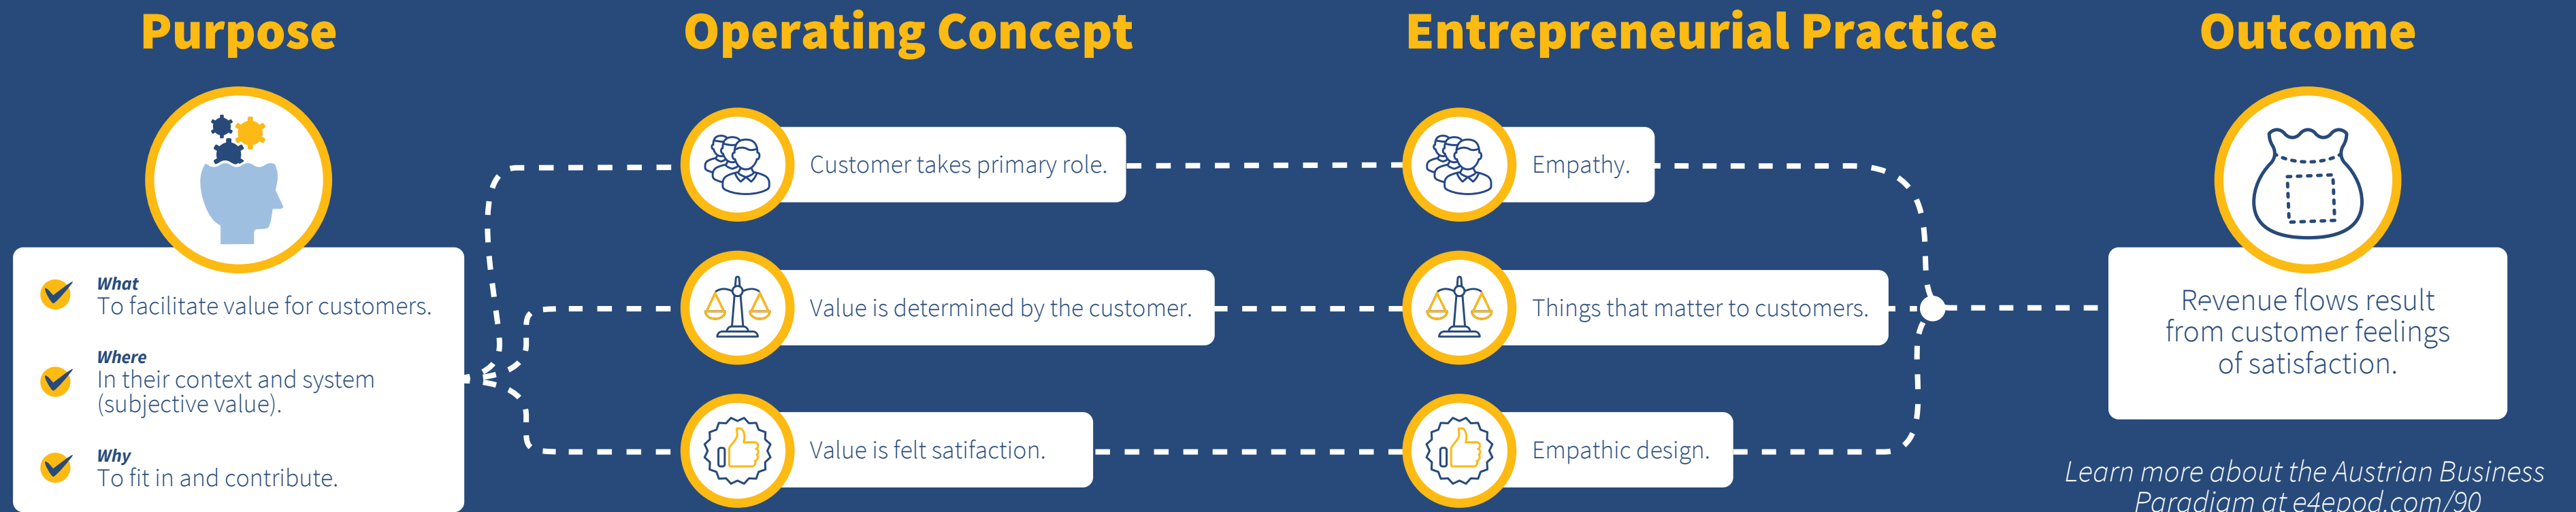 Purpose
What
To facilitate value for customers.
Where
In their context and system
(subjective value).
Why
To fit in and contribute.
Operating Concept
Customer takes primary role.
Value is determined by the customer.
Value is felt satifaction.
Entrepreneurial Practice
Empathy.
Things that matter to customers.
Empathic design.
Outcome
Revenue flows result
from customer feelings
of satisfaction.
Learn more about the Austrian Business
Paradigm at e4epod.com/90